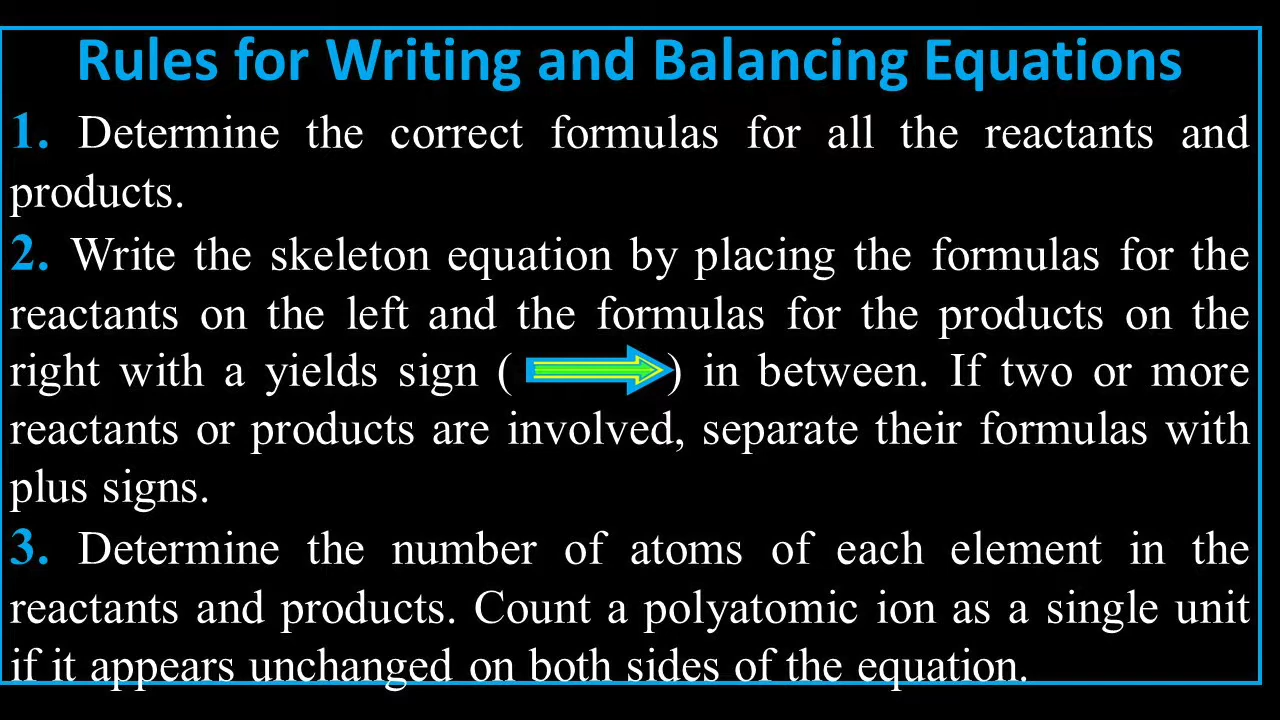 Rules for Writing and Balancing Equations
1. Determine the correct formulas for all the reactants and
products.
2. Write the skeleton equation by placing the formulas for the
reactants on the left and the formulas for the products on the
right with a yields sign ( ) in between. If two or more
reactants or products are involved, separate their formulas with
plus signs.
3. Determine the number of atoms of each element in the
reactants and products. Count a polyatomic ion as a single unit
if it appears unchanged on both sides of the equation.